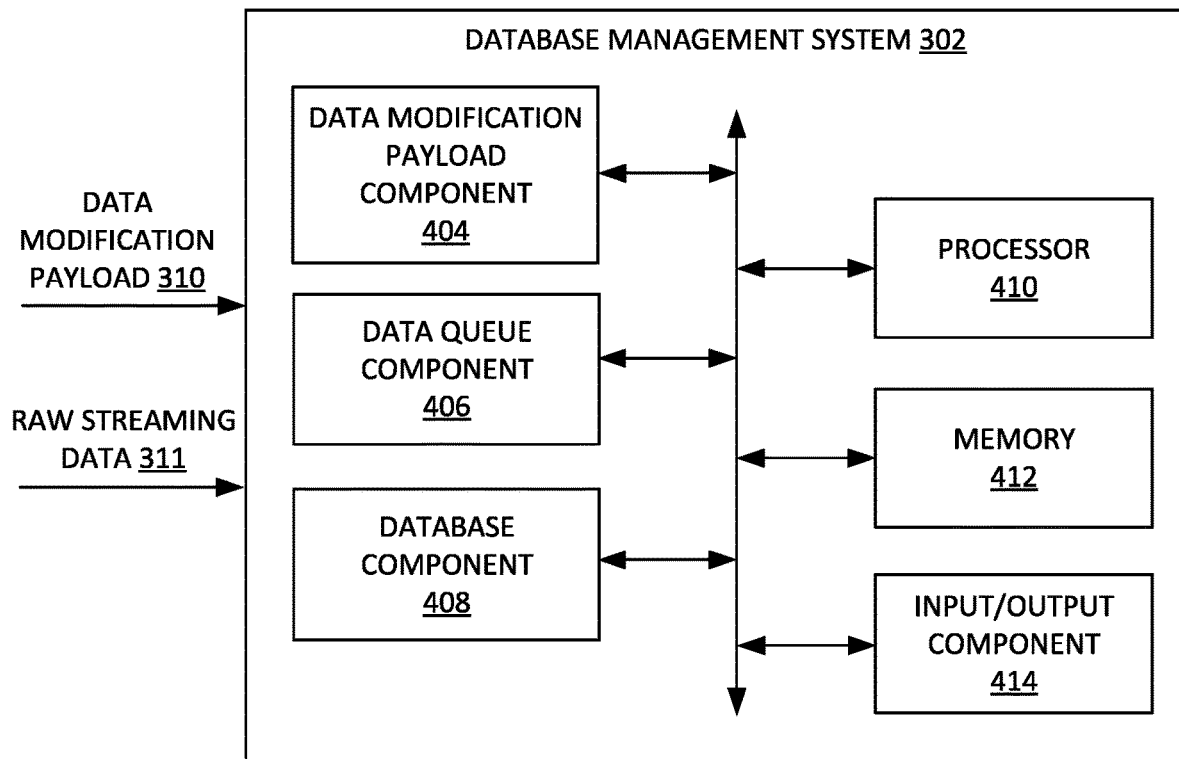 DATABASE MANAGEMENT SYSTEM 302
DATA MODIFICATION
PAYLOAD
COMPONENT
404
DATA
MODIFICATION
PAYLOAD 310
PROCESSOR
410
DATA QUEUE
COMPONENT
406
RAW STREAMING
DATA 311
MEMORY
412
DATABASE
COMPONENT
408
INPUT/OUTPUT
COMPONENT
414